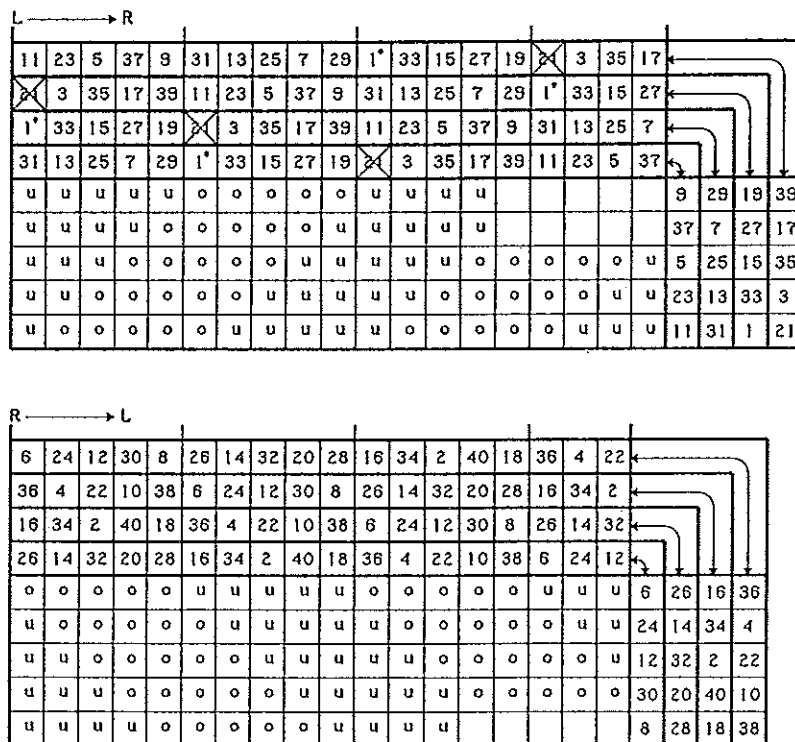 L R
11 23 5 37 9 31 13 25 7 29 1* 33 15 27 19 21 3 35 17
21 3 35 17 39 11 23 5 37 9 31 13 25 7 29 1* 33 15 27
1* 33 15 27 19 21 3 35 17 39 11 23 5 37 9 31 13 25 7
31 13 25 7 29 1* 33 15 27 19 21 3 35 17 39 11 23 5 37
u u u u u o o o o o u u u u 9 29 19 39
u u u u o o o o o u u u u u 37 7 27 17
u u u o o o o o u u u u u o o o o o u 5 25 15 35
u u o o o o o u u u u u o o o o o u u 23 13 33 3
u o o o o o u u u u u o o o o o u u u 11 31 1 21
R L
6 24 12 30 8 26 14 32 20 28 16 34 2 40 18 36 4 22
36 4 22 10 38 6 24 12 30 8 26 14 32 20 28 16 34 2
16 34 2 40 18 36 4 22 10 38 6 24 12 30 8 26 14 32
26 14 32 20 28 16 34 2 40 18 36 4 22 10 38 6 24 12
o o o o o u u u u u o o o o o u u u 6 26 16 36
u o o o o o u u u u u o o o o o u u 24 14 34 4
u u o o o o o u u u u u o o o o o u 12 32 2 22
u u u o o o o o u u u u u o o o o o 30 20 40 10
u u u u o o o o o u u u u 8 28 18 38